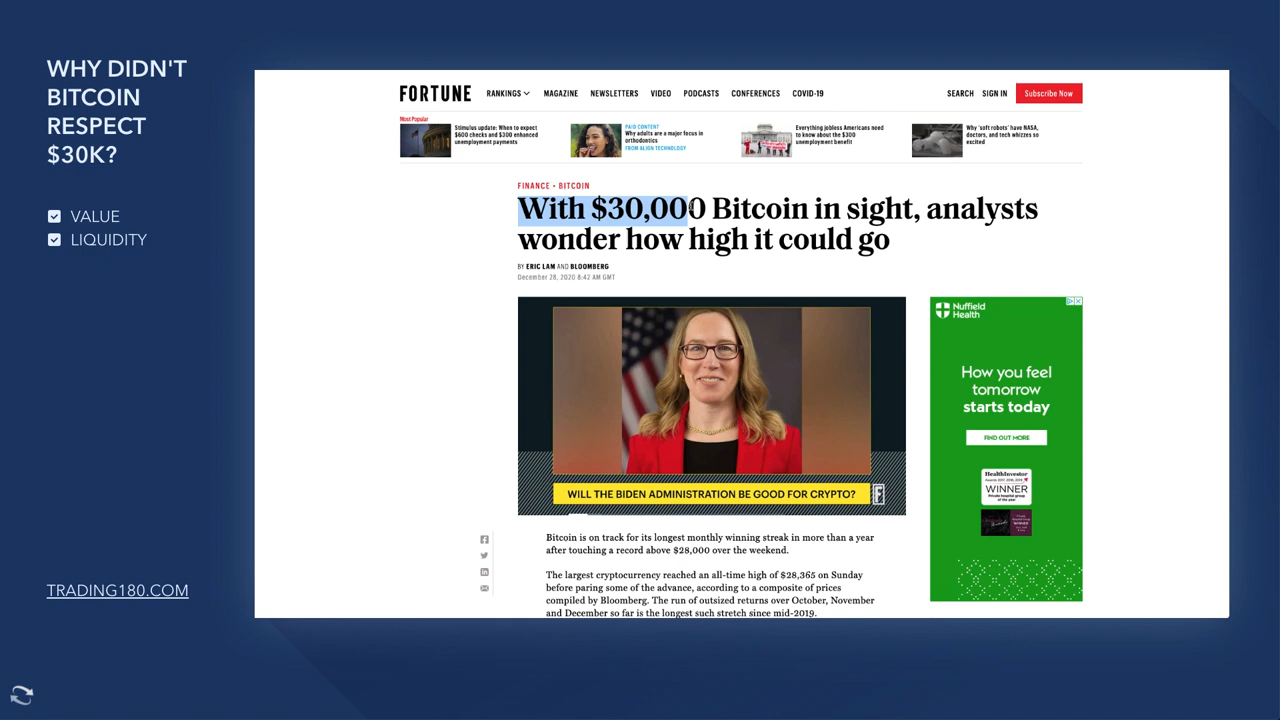 WHY DIDN'T
BITCOIN
RESPECT
$30K?
VALUE
LIQUIDITY
TRADING180.COM
FORTUNE
RANKINGS
MAGAZINE
NEWSLETTERS
VIDEO
PODCASTS
CONFERENCES
COVID-19
SEARCH
SIGN IN
Subscribe Now
Most Popular
Stimulus update: When to expect
$600 checks and $300 enhanced
unemployment payments
PAID CONTENT
Why adults are a major focus in
orthodontics
FROM ALIGN TECHNOLOGY
Everything jobless Americans need
to know about the $300
unemployment benefit
Why 'soft robots' have NASA,
doctors, and tech whizzes so
excited
FINANCE • BITCOIN
With $30,000 Bitcoin in sight, analysts
wonder how high it could go
BY ERIC LAM AND BLOOMBERG
December 28, 2020 8:42 AM GMT
WILL THE BIDEN ADMINISTRATION BE GOOD FOR CRYPTO?
F
Bitcoin is on track for its longest monthly winning streak in more than a year
after touching a record above $28,000 over the weekend.
The largest cryptocurrency reached an all-time high of $28,365 on Sunday
before paring some of the advance, according to a composite of prices
compiled by Bloomberg. The run of outsized returns over October, November
and December so far is the longest such stretch since mid-2019.
Nuffield
Health
How you feel
tomorrow
starts today
FIND OUT MORE
HealthInvestor
Awards 2017, 2018, 2019
WINNER
Private hospital group
of the year
WINNER